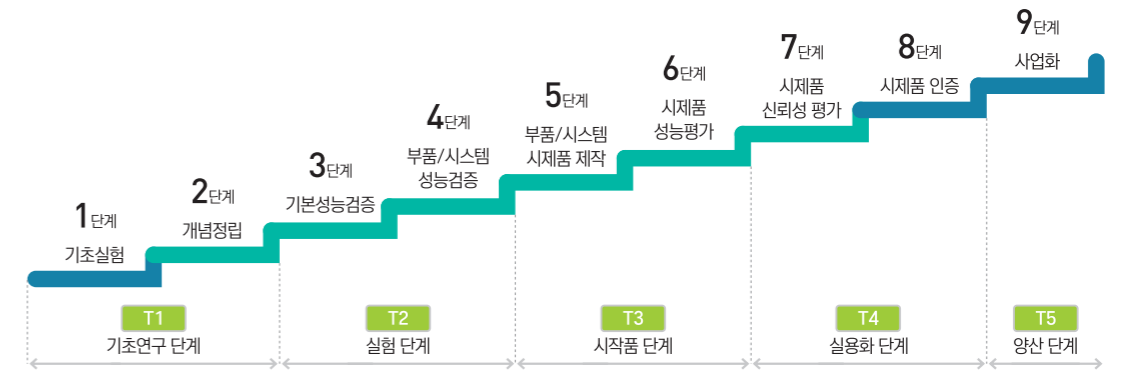 1단계
기초실험
2단계
개념정립
3단계
기본성능검증
4단계
부품/시스템
성능검증
5단계
부품/시스템
시제품 제작
6단계
시제품
성능평가
7단계
시제품
신뢰성 평가
8단계
시제품 인증
9단계
사업화
T1
기초연구 단계
T2
실험 단계
T3
시작품 단계
T4
실용화 단계
T5
양산 단계